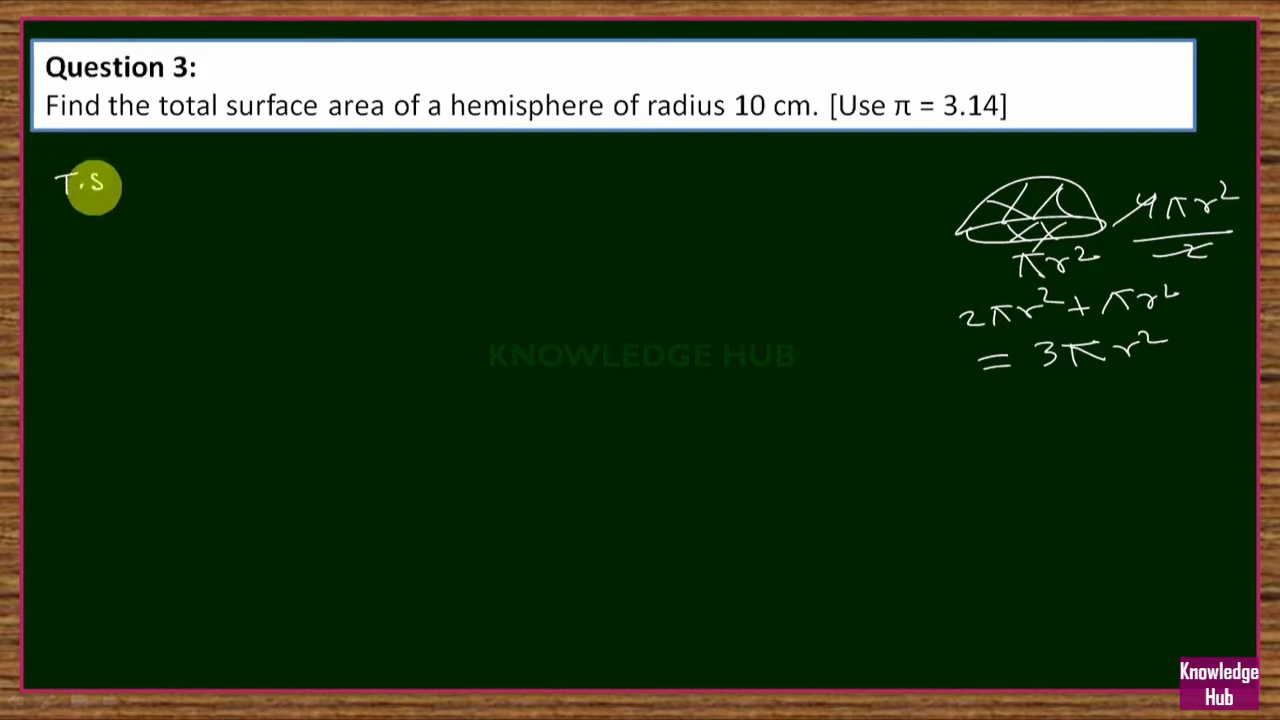 Question 3:
Find the total surface area of a hemisphere of radius 10 cm. [Use π = 3.14]
T.S
4πr²
2
πr²
2πr² + πr²
= 3πr²
KNOWLEDGE HUB
Knowledge
Hub